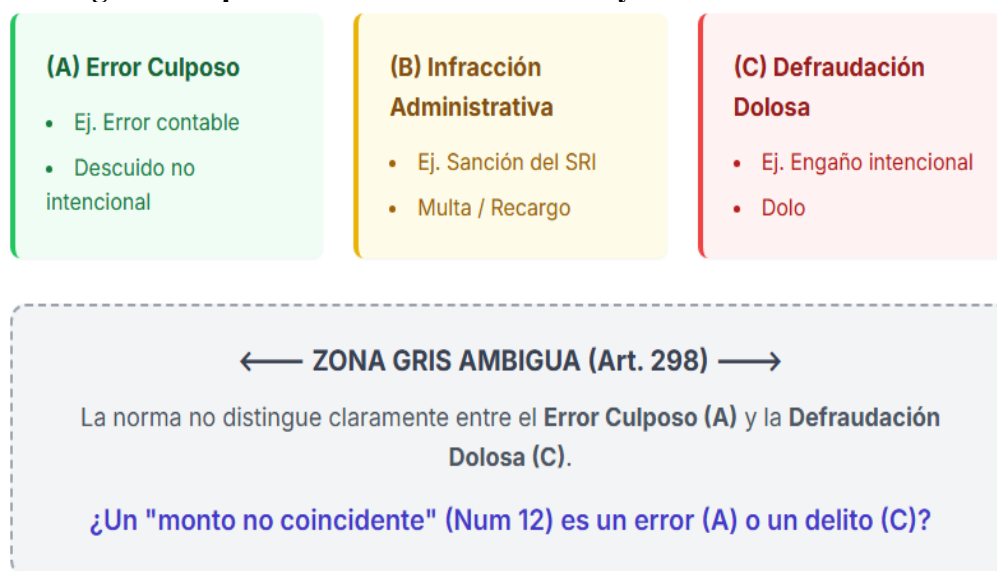 (A) Error Culposo
• Ej. Error contable
• Descuido no
intencional
(B) Infracción
Administrativa
• Ej. Sanción del SRI
• Multa / Recargo
(C) Defraudación
Dolosa
• Ej. Engaño intencional
• Dolo
← ZONA GRIS AMBIGUA (Art. 298) →
La norma no distingue claramente entre el Error Culposo (A) y la Defraudación
Dolosa (C).
¿Un "monto no coincidente" (Num 12) es un error (A) o un delito (C)?